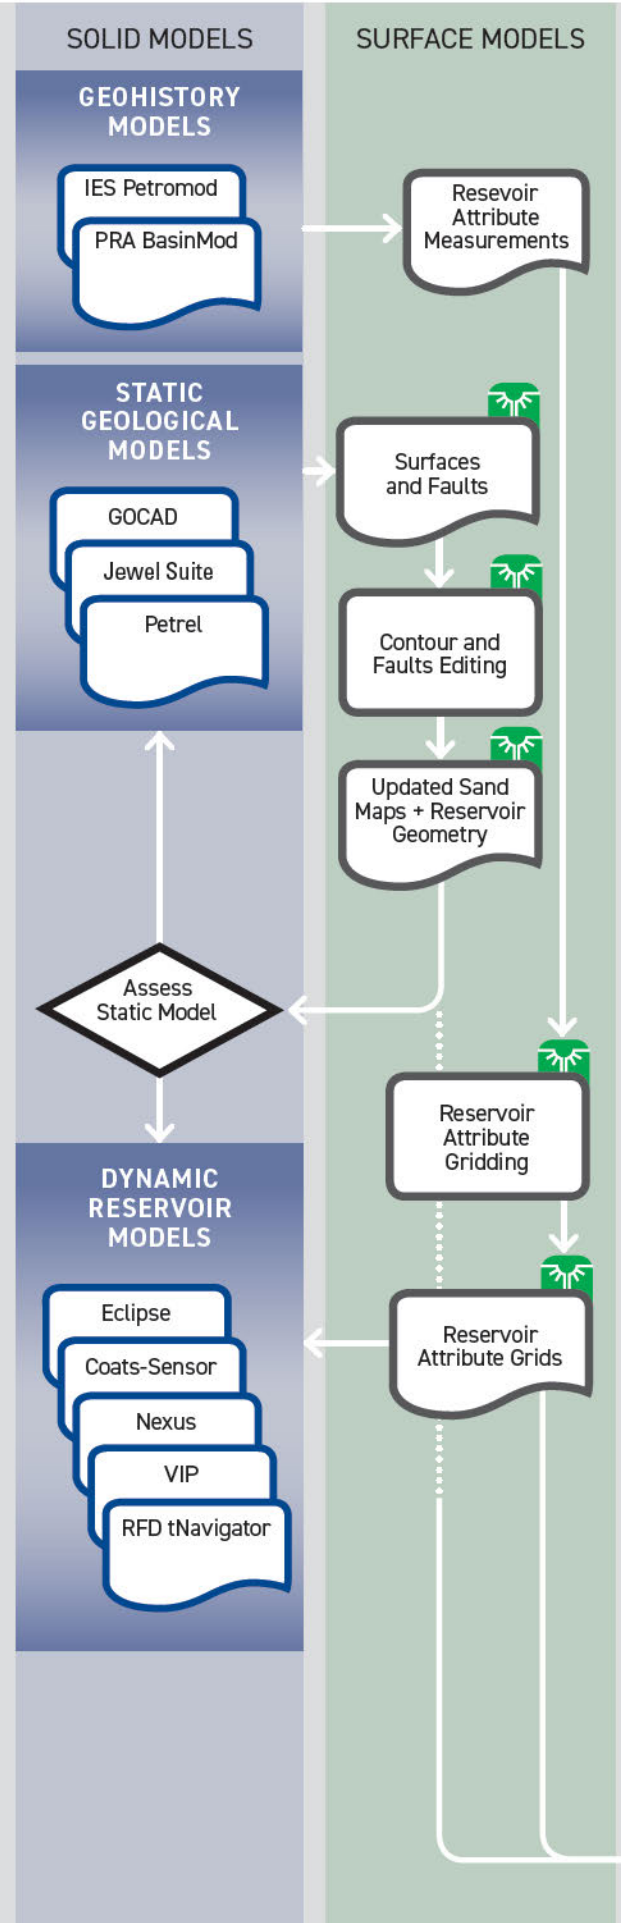 SOLID MODELS
GEOHISTORY
MODELS
IES Petromod
PRA BasinMod
STATIC
GEOLOGICAL
MODELS
GOCAD
Jewel Suite
Petrel
Assess
Static Model
DYNAMIC
RESERVOIR
MODELS
Eclipse
Coats-Sensor
Nexus
VIP
RFD tNavigator
SURFACE MODELS
Resevoir
Attribute
Measurements
Surfaces
and Faults
Contour and
Faults Editing
Updated Sand
Maps + Reservoir
Geometry
Reservoir
Attribute
Gridding
Reservoir
Attribute Grids